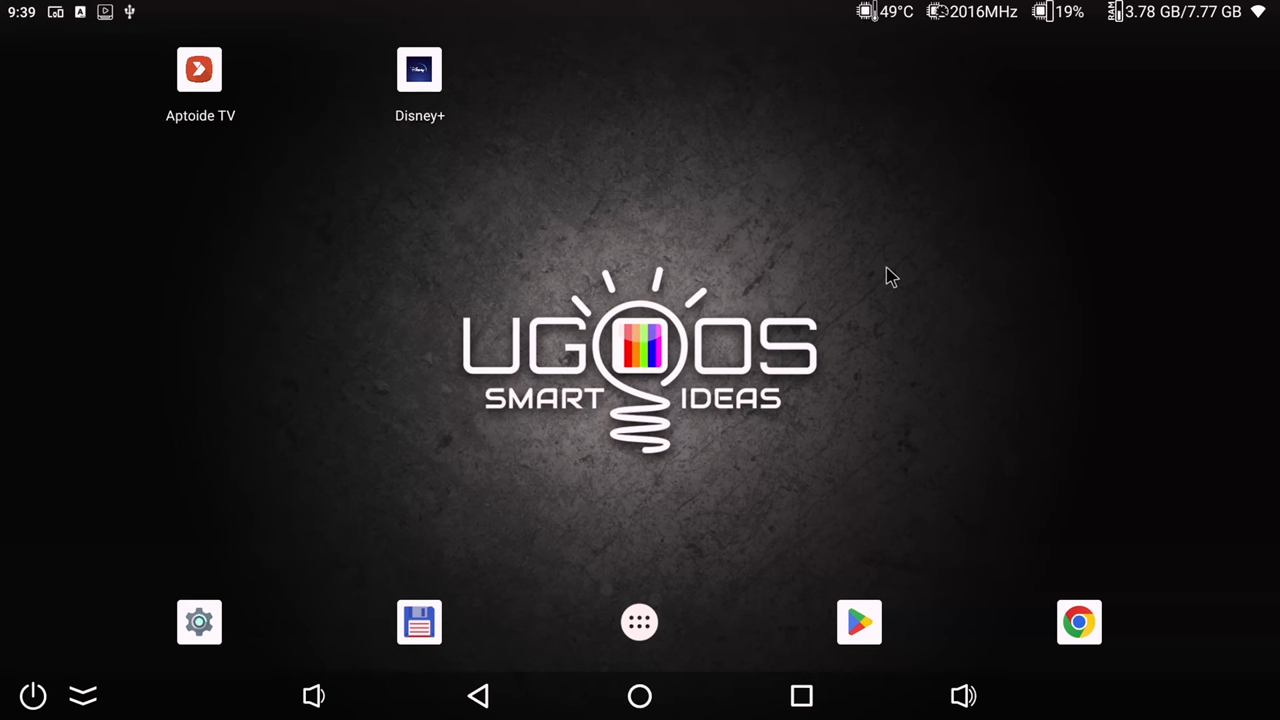 9:39
49°C 2016MHz 19% RAM 3.78 GB/7.77 GB
Aptoide TV
Disney+
UGOOS
SMART IDEAS